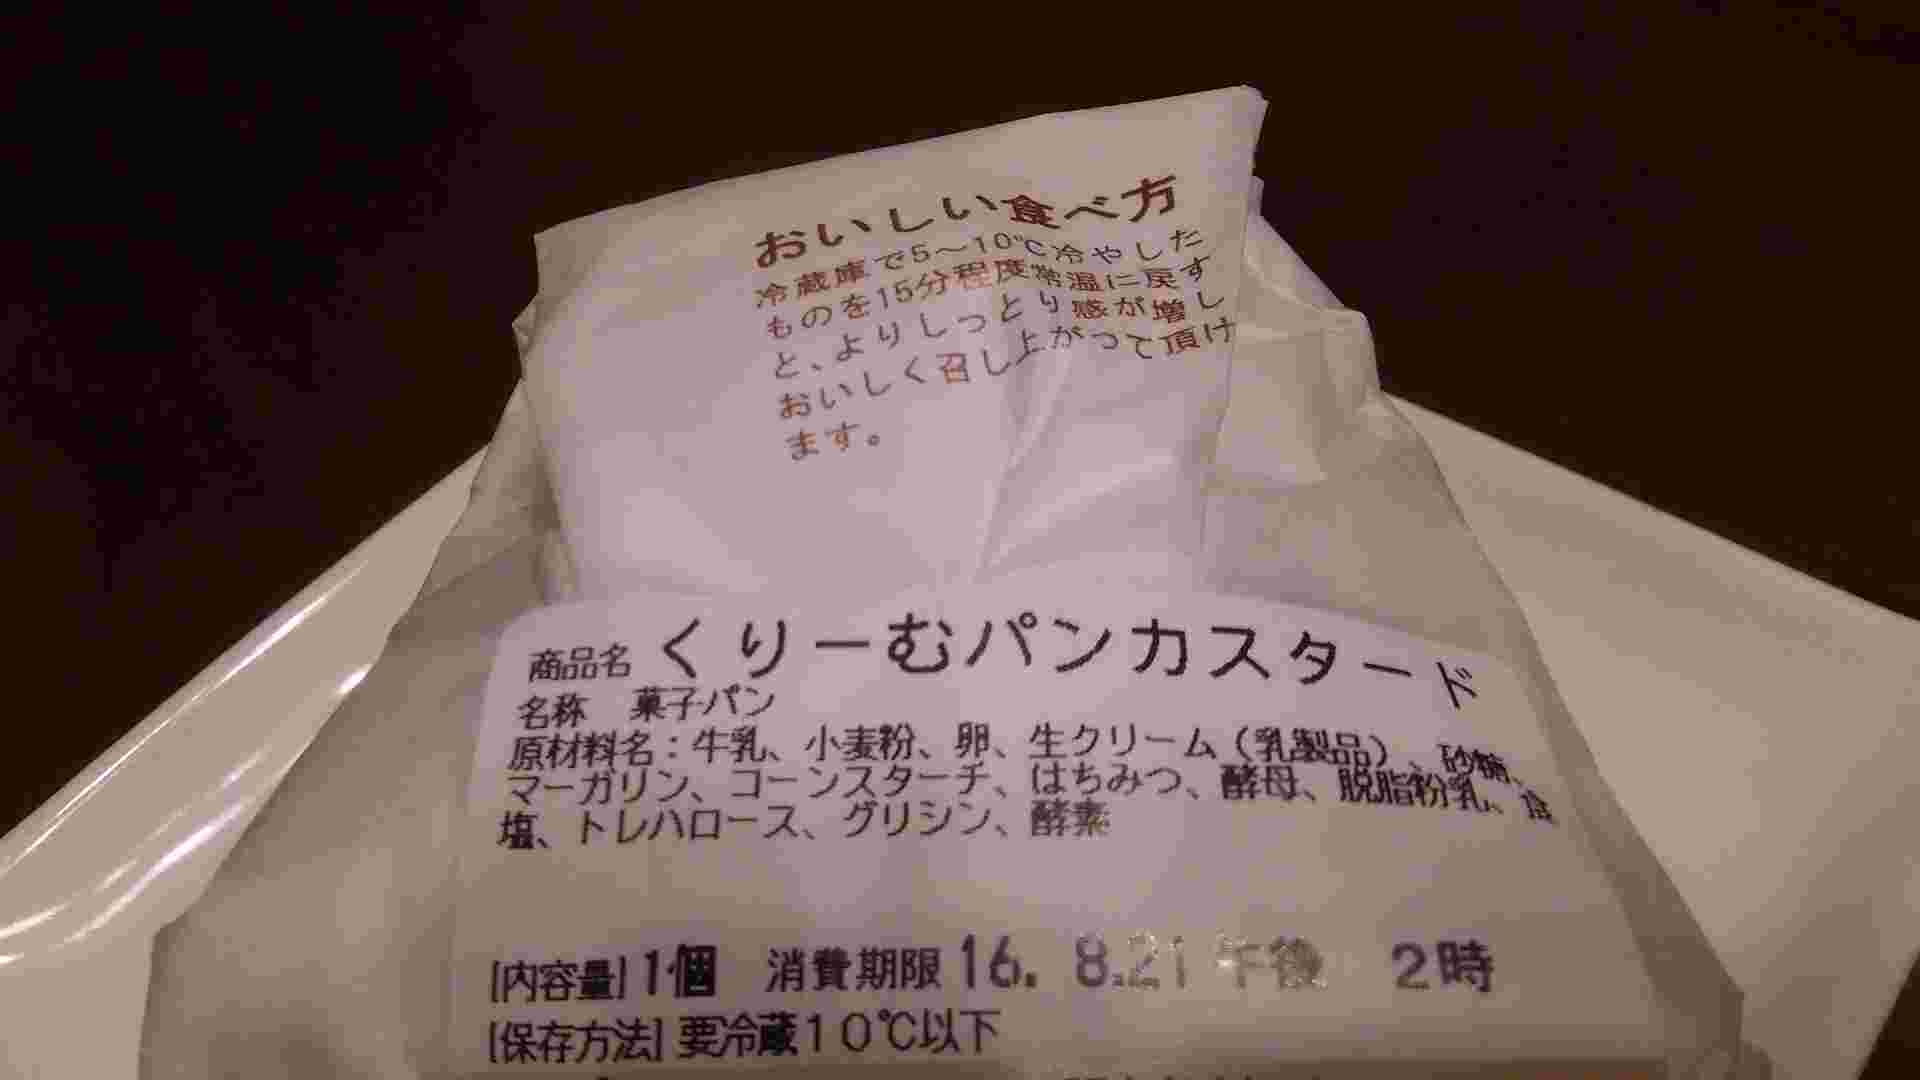 おいしい食べ方
冷蔵庫で5～10℃冷やした
ものを15分程度常温に戻す
と、よりしっとり感が増し
おいしく召し上がって頂け
ます。
商品名 くりーむパンカスタード
名称 菓子パン
原材料名：牛乳、小麦粉、卵、生クリーム（乳製品）、砂糖、
マーガリン、コーンスターチ、はちみつ、酵母、脱脂粉乳、食
塩、トレハロース、グリシン、酵素
[内容量] 1個 消費期限 16. 8.21 午後 2時
[保存方法] 要冷蔵10℃以下